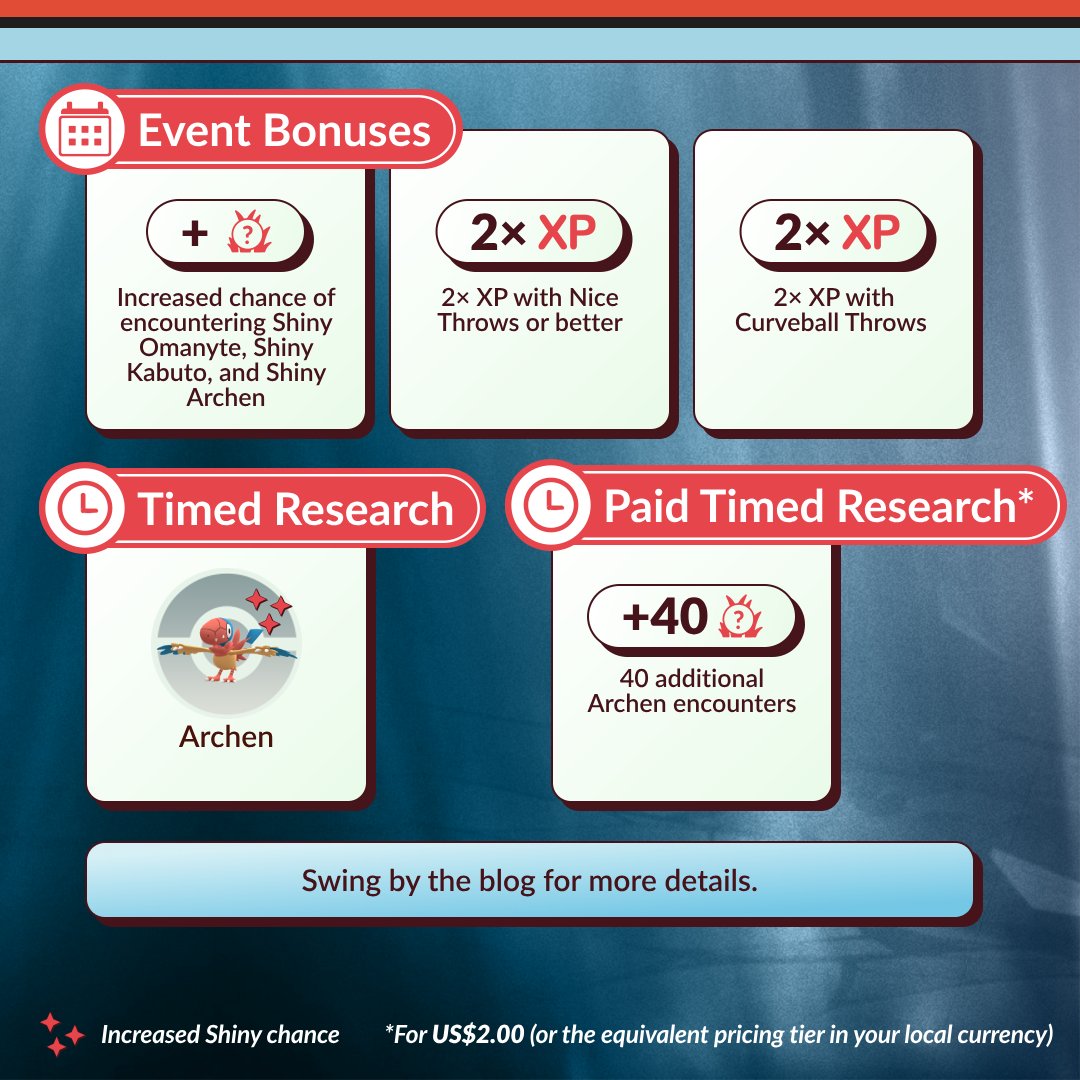 Event Bonuses
+ ?
Increased chance of
encountering Shiny
Omanyte, Shiny
Kabuto, and Shiny
Archen
2× XP
2× XP with Nice
Throws or better
2× XP
2× XP with
Curveball Throws
Timed Research
Archen
Paid Timed Research*
+40 ?
40 additional
Archen encounters
Swing by the blog for more details.
Increased Shiny chance
*For US$2.00 (or the equivalent pricing tier in your local currency)